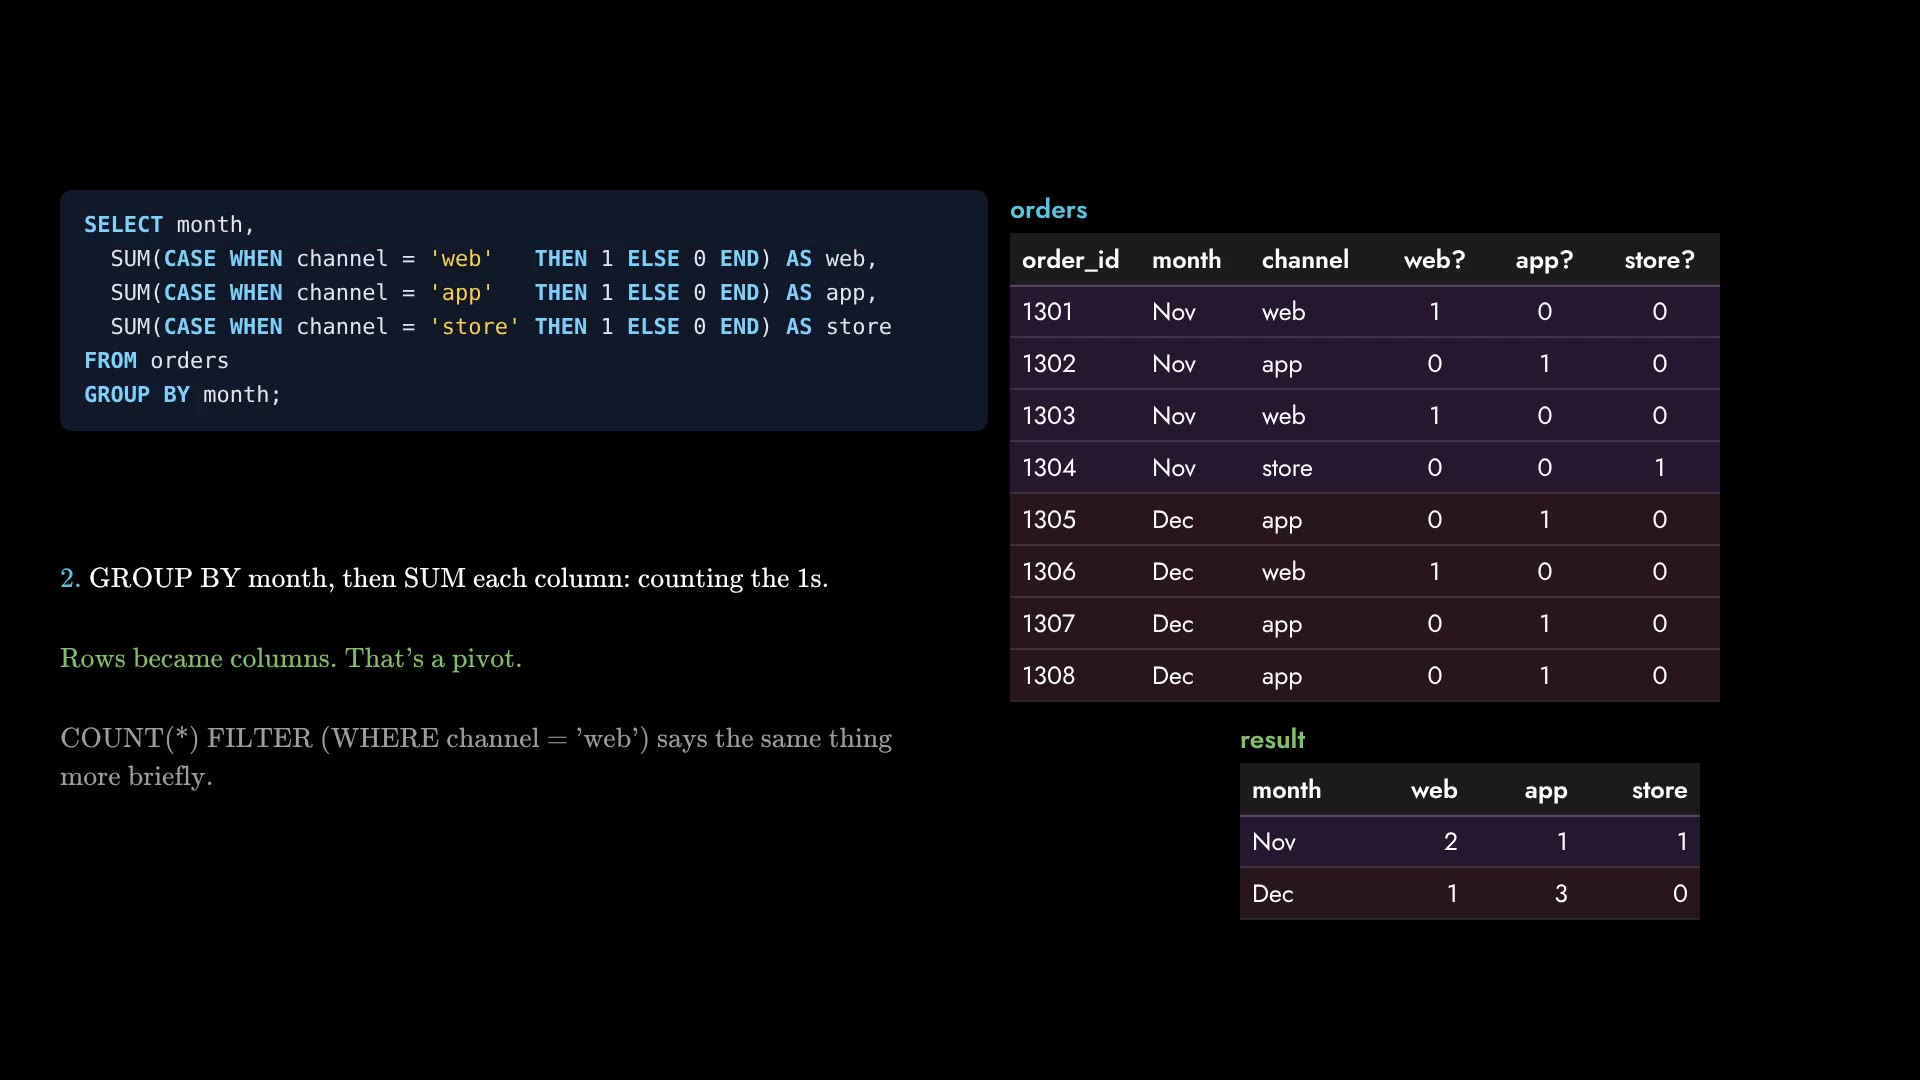 SELECT month,
  SUM(CASE WHEN channel = 'web'   THEN 1 ELSE 0 END) AS web,
  SUM(CASE WHEN channel = 'app'   THEN 1 ELSE 0 END) AS app,
  SUM(CASE WHEN channel = 'store' THEN 1 ELSE 0 END) AS store
FROM orders
GROUP BY month;
2. GROUP BY month, then SUM each column: counting the 1s.
Rows became columns. That’s a pivot.
COUNT(*) FILTER (WHERE channel = ’web’) says the same thing
more briefly.
orders
order_id month channel web? app? store?
1301 Nov web 1 0 0
1302 Nov app 0 1 0
1303 Nov web 1 0 0
1304 Nov store 0 0 1
1305 Dec app 0 1 0
1306 Dec web 1 0 0
1307 Dec app 0 1 0
1308 Dec app 0 1 0
result
month web app store
Nov 2 1 1
Dec 1 3 0